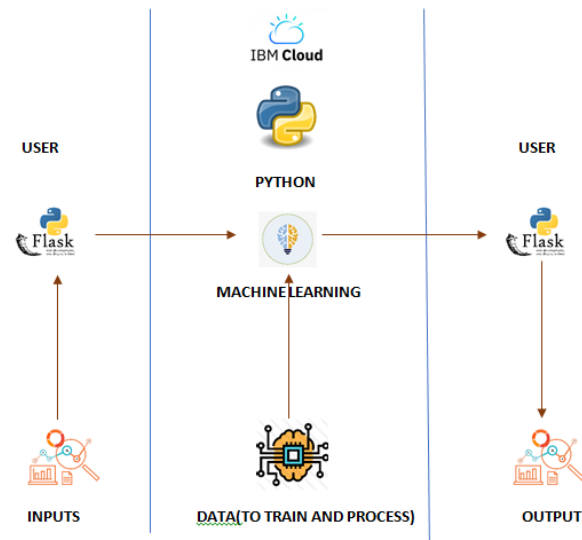 IBM Cloud
USER
USER
PYTHON
Flask
Flask
MACHINE LEARNING
INPUTS
DATA(TO TRAIN AND PROCESS)
OUTPUT